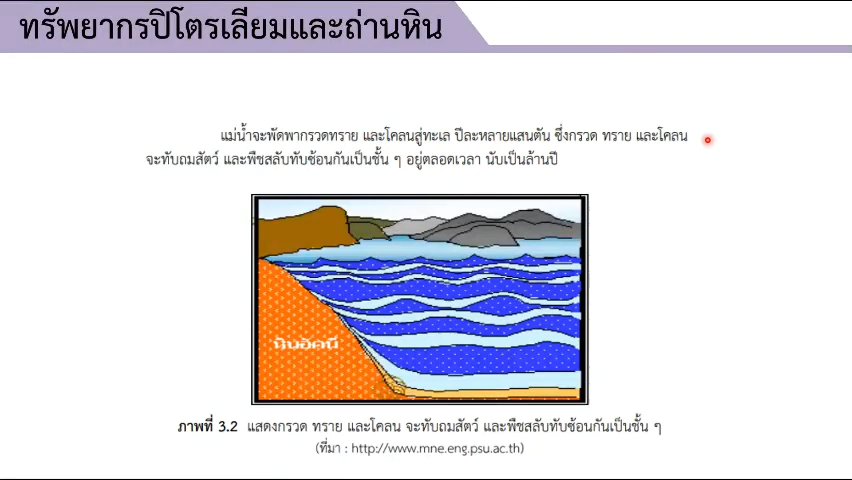 ทรัพยากรปิโตรเลียมและถ่านหิน
แม่น้ำจะพัดพากรวดทราย และโคลนสู่ทะเล ปีละหลายแสนตัน ซึ่งกรวด ทราย และโคลน
จะทับถมสัตว์ และพืชสลับทับซ้อนกันเป็นชั้น ๆ อยู่ตลอดเวลา นับเป็นล้านปี
หินอัคนี
ภาพที่ 3.2 แสดงกรวด ทราย และโคลน จะทับถมสัตว์ และพืชสลับทับซ้อนกันเป็นชั้น ๆ
(ที่มา : http://www.mne.eng.psu.ac.th)